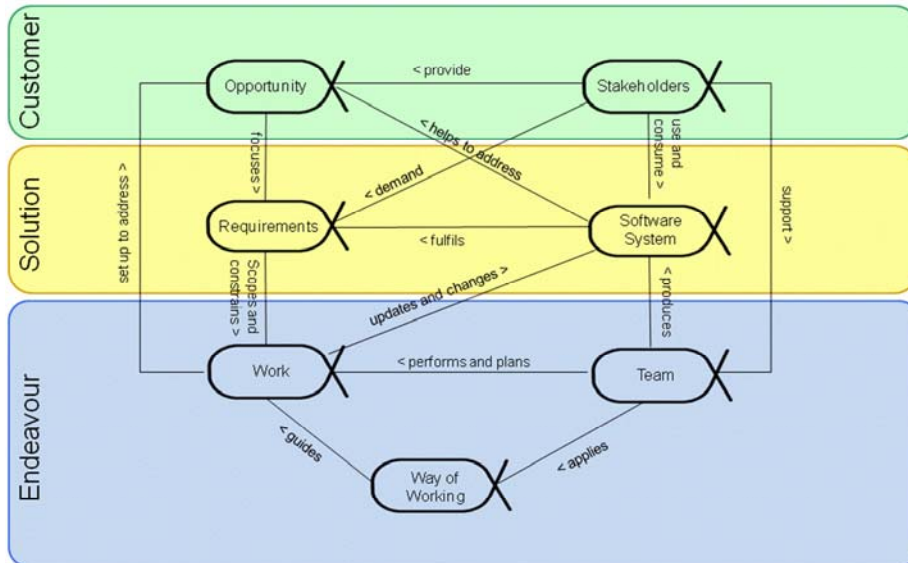 Customer
Opportunity
< provide
Stakeholders
set up to address <
focuses >
< helps to address
< demand
use and
consume >
support >
Solution
Requirements
< fulfils
Software
System
Scopes and
constrains >
updates and changes >
< produces
Endeavour
Work
< performs and plans
Team
< guides
< applies
Way of
Working